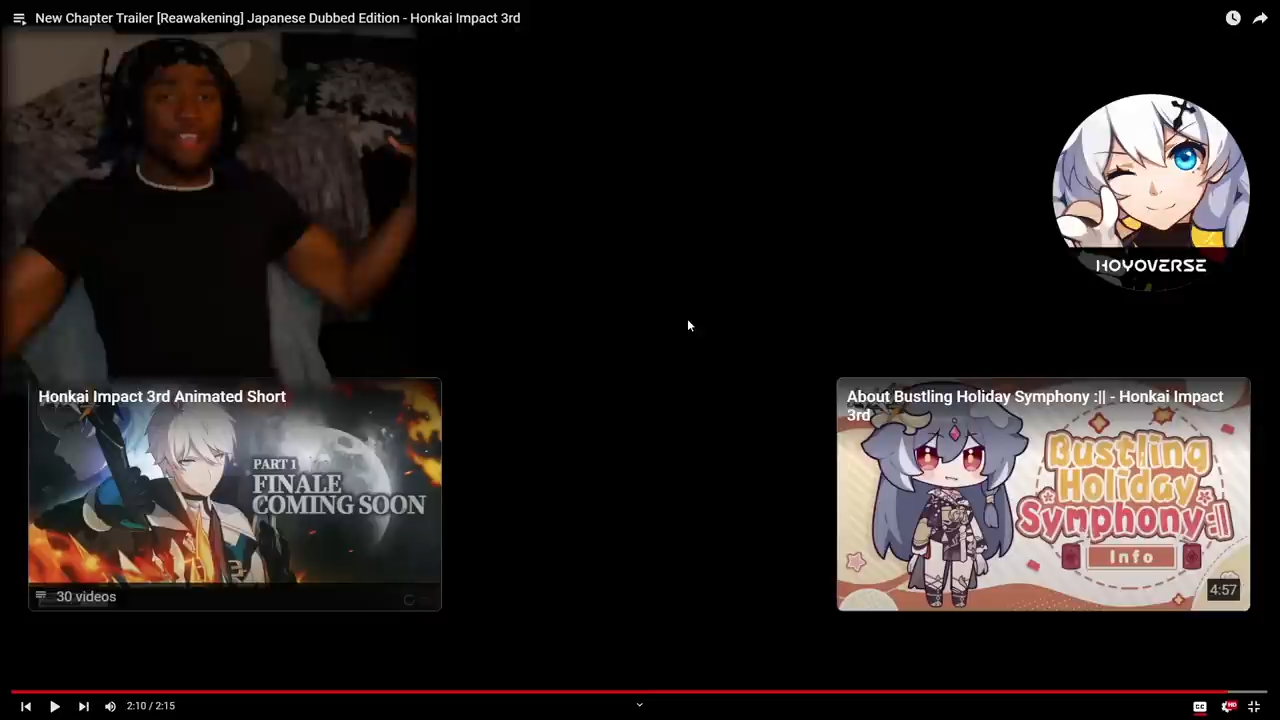 New Chapter Trailer [Reawakening] Japanese Dubbed Edition - Honkai Impact 3rd
HOYOVERSE
Honkai Impact 3rd Animated Short
PART 1
FINALE
COMING SOON
30 videos
About Bustling Holiday Symphony :|| - Honkai Impact
3rd
Bustling
Holiday
Symphony:||
Info
4:57
2:10 / 2:15
CC
HD